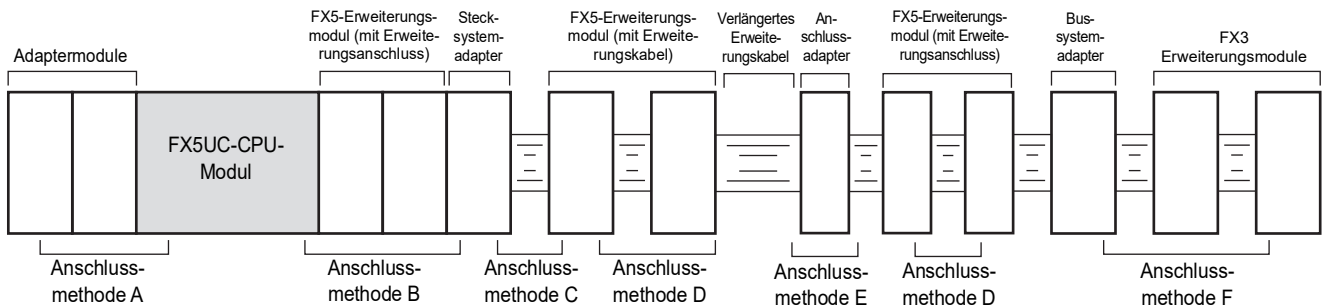 Adaptermodule
FX5-Erweiterungs-
modul (mit Erweite-
rungsanschluss)
Steck-
system-
adapter
FX5-Erweiterungs-
modul (mit Erweite-
rungskabel)
Verlängertes
Erweite-
rungskabel
An-
schluss-
adapter
FX5-Erweiterungs-
modul (mit Erweite-
rungsanschluss)
Bus-
system-
adapter
FX3
Erweiterungsmodule
FX5UC-CPU-
Modul
Anschluss-
methode A
Anschluss-
methode B
Anschluss-
methode C
Anschluss-
methode D
Anschluss-
methode E
Anschluss-
methode D
Anschluss-
methode F